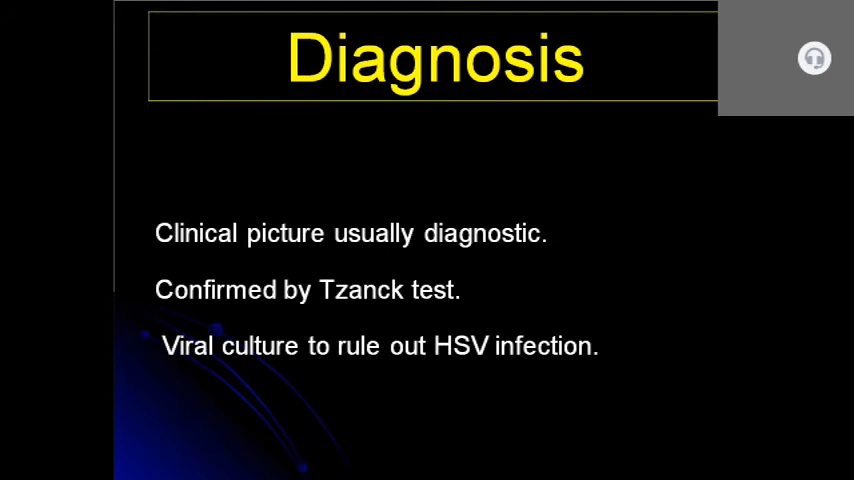 Diagnosis
Clinical picture usually diagnostic.
Confirmed by Tzanck test.
Viral culture to rule out HSV infection.